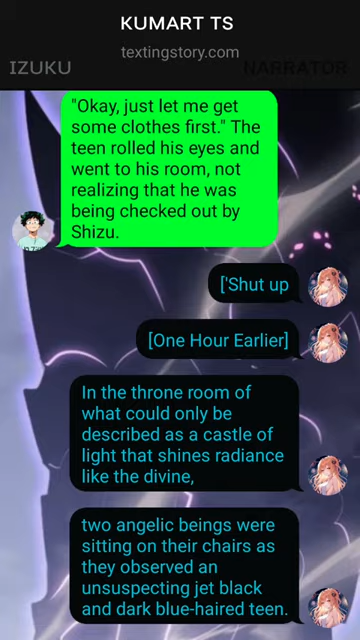 KUMART TS
textingstory.com
IZUKU
NARRATOR
"Okay, just let me get
some clothes first." The
teen rolled his eyes and
went to his room, not
realizing that he was
being checked out by
Shizu.
['Shut up
[One Hour Earlier]
In the throne room of
what could only be
described as a castle of
light that shines radiance
like the divine,
two angelic beings were
sitting on their chairs as
they observed an
unsuspecting jet black
and dark blue-haired teen.